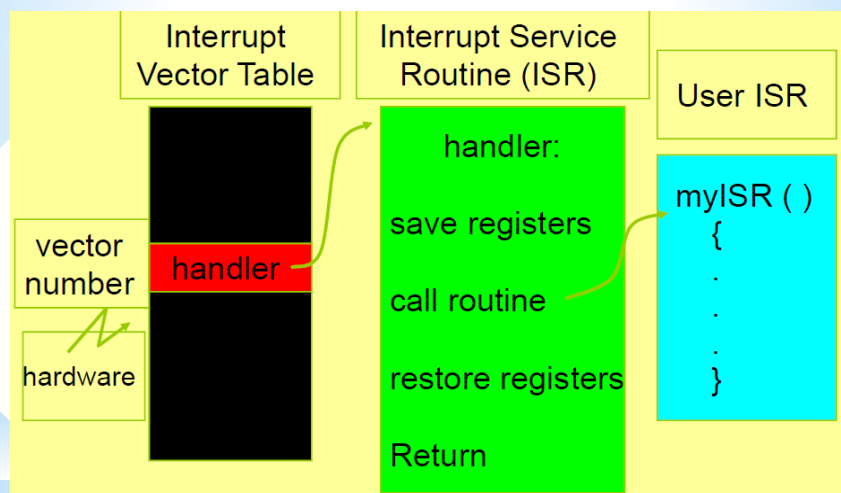 Interrupt
Vector Table
Interrupt Service
Routine (ISR)
User ISR
vector
number
hardware
handler
handler:
save registers
call routine
restore registers
Return
myISR ( )
{
.
.
.
}